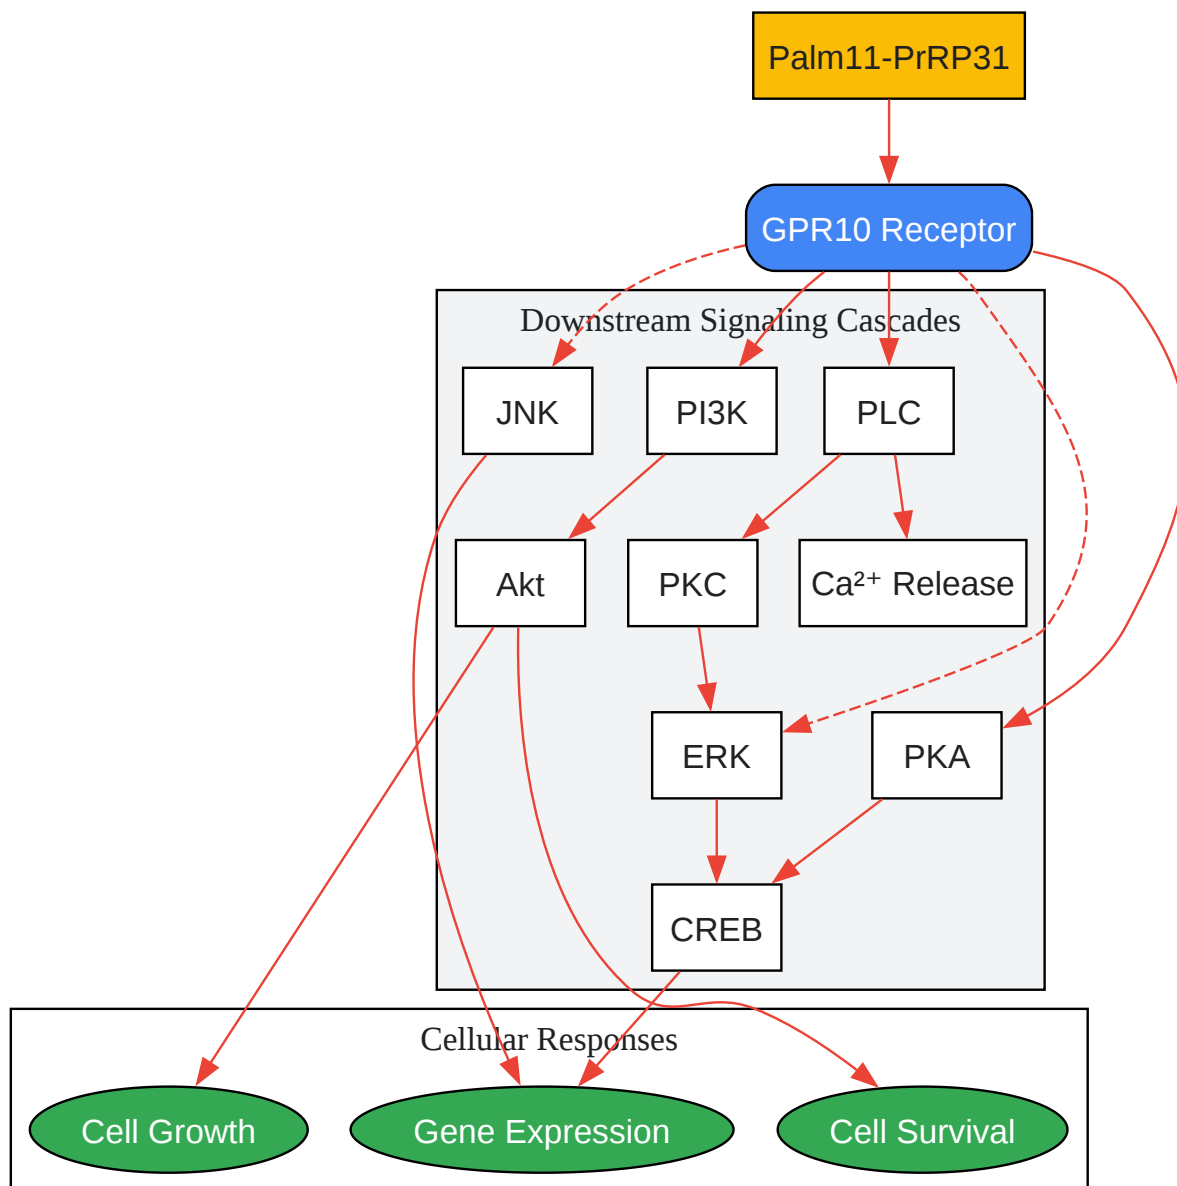 Palm11-PrRP31
GPR10 Receptor
Downstream Signaling Cascades
JNK
PI3K
PLC
Akt
PKC
Ca²⁺ Release
ERK
PKA
CREB
Cellular Responses
Cell Growth
Gene Expression
Cell Survival